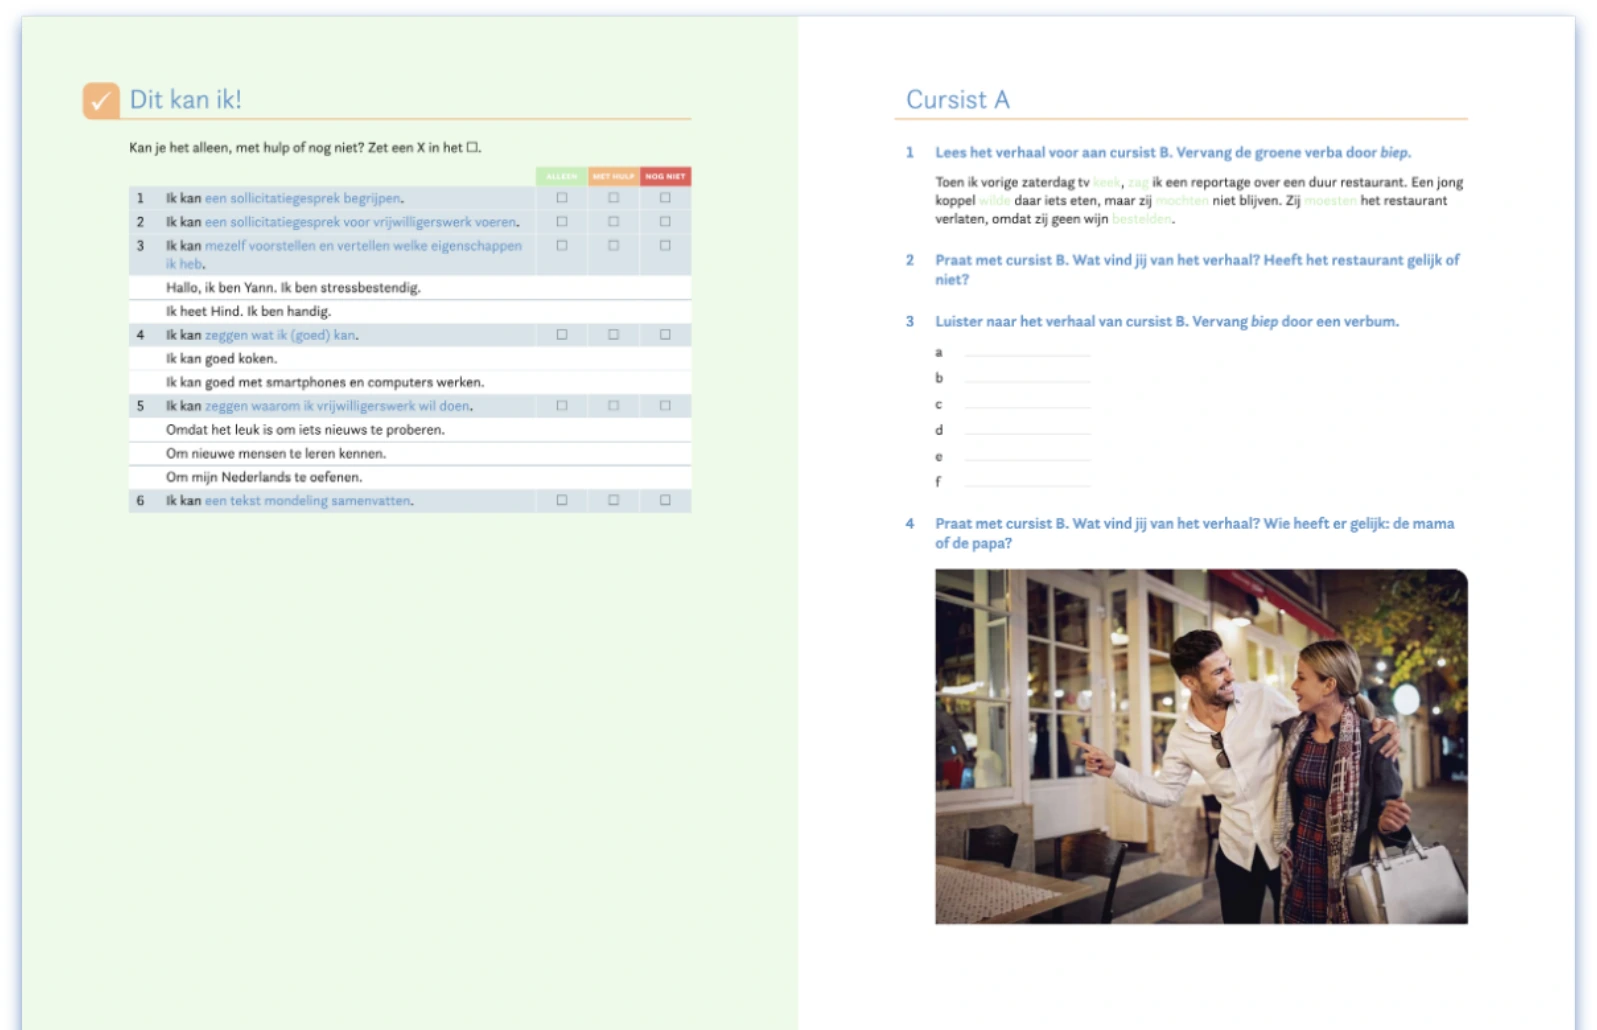 Dit kan ik!
Kan je het alleen, met hulp of nog niet? Zet een X in het ☐.
ALLEEN MET HULP NOG NIET
1 Ik kan een sollicitatiegesprek begrijpen. ☐ ☐ ☐
2 Ik kan een sollicitatiegesprek voor vrijwilligerswerk voeren. ☐ ☐ ☐
3 Ik kan mezelf voorstellen en vertellen welke eigenschappen ☐ ☐ ☐
ik heb.
Hallo, ik ben Yann. Ik ben stressbestendig.
Ik heet Hind. Ik ben handig.
4 Ik kan zeggen wat ik (goed) kan. ☐ ☐ ☐
Ik kan goed koken.
Ik kan goed met smartphones en computers werken.
5 Ik kan zeggen waarom ik vrijwilligerswerk wil doen. ☐ ☐ ☐
Omdat het leuk is om iets nieuws te proberen.
Om nieuwe mensen te leren kennen.
Om mijn Nederlands te oefenen.
6 Ik kan een tekst mondeling samenvatten. ☐ ☐ ☐
Cursist A
1 Lees het verhaal voor aan cursist B. Vervang de groene verba door biep.
Toen ik vorige zaterdag tv keek, zag ik een reportage over een duur restaurant. Een jong
koppel wilde daar iets eten, maar zij mochten niet blijven. Zij moesten het restaurant
verlaten, omdat zij geen wijn bestelden.
2 Praat met cursist B. Wat vind jij van het verhaal? Heeft het restaurant gelijk of
niet?
3 Luister naar het verhaal van cursist B. Vervang biep door een verbum.
a
b
c
d
e
f
4 Praat met cursist B. Wat vind jij van het verhaal? Wie heeft er gelijk: de mama
of de papa?